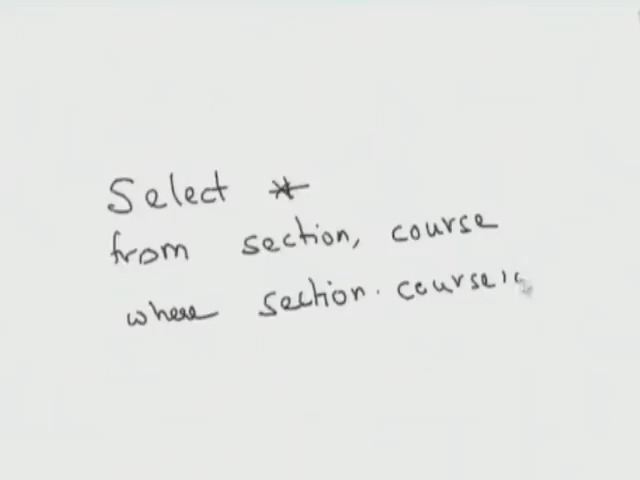 Select *
from section, course
where section.